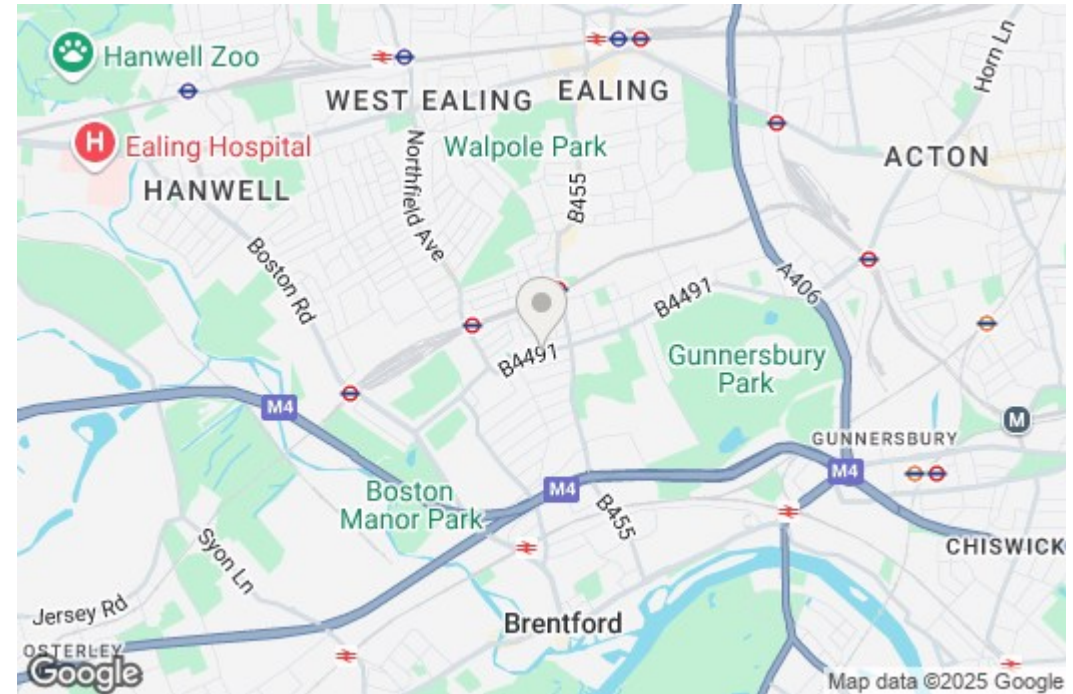 Hanwell Zoo
WEST EALING
EALING
Horn Ln
H
Ealing Hospital
Walpole Park
ACTON
HANWELL
Northfield Ave
B455
Boston Rd
A406
B4491
B4491
Gunnersbury
Park
M4
M
GUNNERSBURY
M4
Boston
Manor Park
M4
B455
CHISWICK
Syon Ln
Jersey Rd
Brentford
OSTERLEY
Google
Map data ©2025 Google